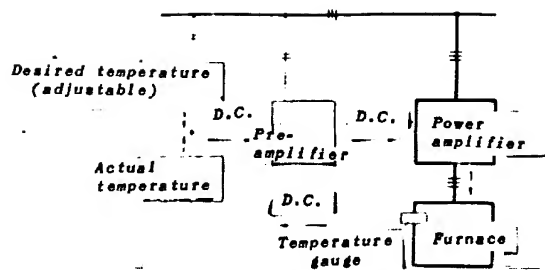 Desired temperature
(adjustable)
D.C.
D.C.
Pre-
amplifier
Power
amplifier
Actual
temperature
D.C.
Temperature
gauge
Furnace